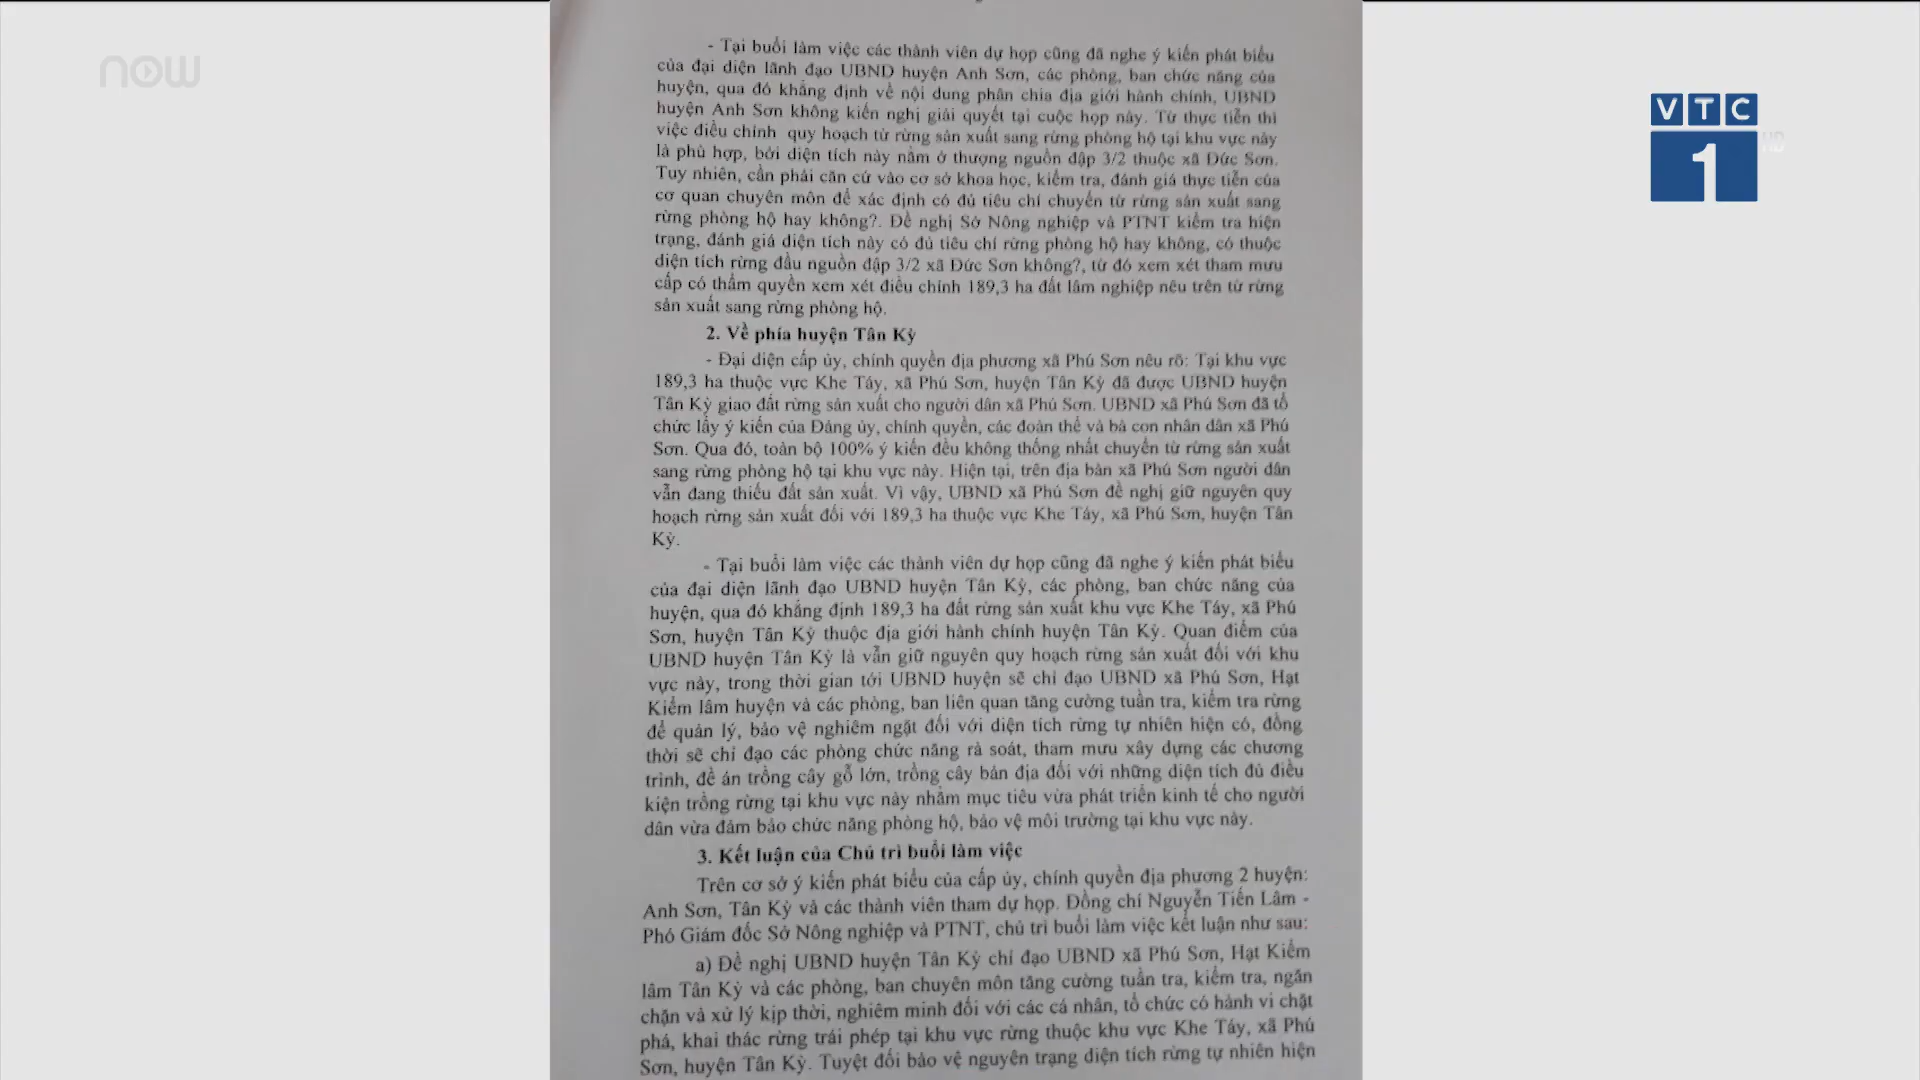 now
VTC
1
HD
- Tại buổi làm việc các thành viên dự họp cũng đã nghe ý kiến phát biểu
của đại diện lãnh đạo UBND huyện Anh Sơn, các phòng, ban chức năng của
huyện, qua đó khẳng định về nội dung phân chia địa giới hành chính, UBND
huyện Anh Sơn không kiến nghị giải quyết tại cuộc họp này. Từ thực tiễn thì
việc điều chỉnh quy hoạch từ rừng sản xuất sang rừng phòng hộ tại khu vực này
là phù hợp, bởi diện tích này nằm ở thượng nguồn đập 3/2 thuộc xã Đức Sơn.
Tuy nhiên, cần phải căn cứ vào cơ sở khoa học, kiểm tra, đánh giá thực tiễn của
cơ quan chuyên môn để xác định có đủ tiêu chí chuyển từ rừng sản xuất sang
rừng phòng hộ hay không?. Đề nghị Sở Nông nghiệp và PTNT kiểm tra hiện
trạng, đánh giá diện tích này có đủ tiêu chí rừng phòng hộ hay không, có thuộc
diện tích rừng đầu nguồn đập 3/2 xã Đức Sơn không?, từ đó xem xét tham mưu
cấp có thẩm quyền xem xét điều chỉnh 189,3 ha đất lâm nghiệp nêu trên từ rừng
sản xuất sang rừng phòng hộ.
2. Về phía huyện Tân Kỳ
- Đại diện cấp ủy, chính quyền địa phương xã Phú Sơn nêu rõ: Tại khu vực
189,3 ha thuộc vực Khe Táy, xã Phú Sơn, huyện Tân Kỳ đã được UBND huyện
Tân Kỳ giao đất rừng sản xuất cho người dân xã Phú Sơn. UBND xã Phú Sơn đã tổ
chức lấy ý kiến của Đảng ủy, chính quyền, các đoàn thể và bà con nhân dân xã Phú
Sơn. Qua đó, toàn bộ 100% ý kiến đều không thống nhất chuyển từ rừng sản xuất
sang rừng phòng hộ tại khu vực này. Hiện tại, trên địa bàn xã Phú Sơn người dân
vẫn đang thiếu đất sản xuất. Vì vậy, UBND xã Phú Sơn đề nghị giữ nguyên quy
hoạch rừng sản xuất đối với 189,3 ha thuộc vực Khe Táy, xã Phú Sơn, huyện Tân
Kỳ.
- Tại buổi làm việc các thành viên dự họp cũng đã nghe ý kiến phát biểu
của đại diện lãnh đạo UBND huyện Tân Kỳ, các phòng, ban chức năng của
huyện, qua đó khẳng định 189,3 ha đất rừng sản xuất khu vực Khe Táy, xã Phú
Sơn, huyện Tân Kỳ thuộc địa giới hành chính huyện Tân Kỳ. Quan điểm của
UBND huyện Tân Kỳ là vẫn giữ nguyên quy hoạch rừng sản xuất đối với khu
vực này, trong thời gian tới UBND huyện sẽ chỉ đạo UBND xã Phú Sơn, Hạt
Kiểm lâm huyện và các phòng, ban liên quan tăng cường tuần tra, kiểm tra rừng
để quản lý, bảo vệ nghiêm ngặt đối với diện tích rừng tự nhiên hiện có, đồng
thời sẽ chỉ đạo các phòng chức năng rà soát, tham mưu xây dựng các chương
trình, đề án trồng cây gỗ lớn, trồng cây bản địa đối với những diện tích đủ điều
kiện trồng rừng tại khu vực này nhằm mục tiêu vừa phát triển kinh tế cho người
dân vừa đảm bảo chức năng phòng hộ, bảo vệ môi trường tại khu vực này.
3. Kết luận của Chủ trì buổi làm việc
Trên cơ sở ý kiến phát biểu của cấp ủy, chính quyền địa phương 2 huyện:
Anh Sơn, Tân Kỳ và các thành viên tham dự họp. Đồng chí Nguyễn Tiến Lâm -
Phó Giám đốc Sở Nông nghiệp và PTNT, chủ trì buổi làm việc kết luận như sau:
a) Đề nghị UBND huyện Tân Kỳ chỉ đạo UBND xã Phú Sơn, Hạt Kiểm
lâm Tân Kỳ và các phòng, ban chuyên môn tăng cường tuần tra, kiểm tra, ngăn
chặn và xử lý kịp thời, nghiêm minh đối với các cá nhân, tổ chức có hành vi chặt
phá, khai thác rừng trái phép tại khu vực rừng thuộc khu vực Khe Táy, xã Phú
Sơn, huyện Tân Kỳ. Tuyệt đối bảo vệ nguyên trạng diện tích rừng tự nhiên hiện